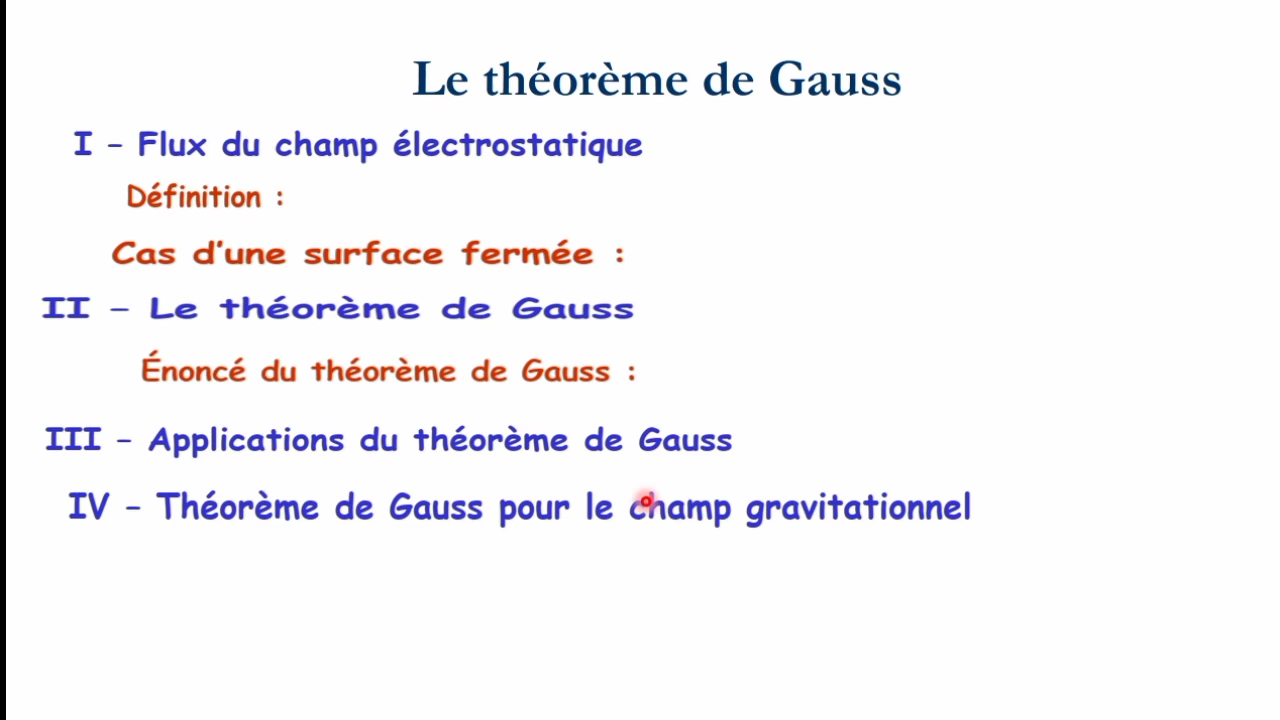 Le théorème de Gauss
I – Flux du champ électrostatique
Définition :
Cas d'une surface fermée :
II – Le théorème de Gauss
Énoncé du théorème de Gauss :
III – Applications du théorème de Gauss
IV – Théorème de Gauss pour le champ gravitationnel